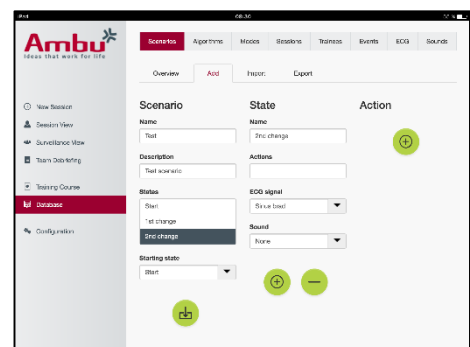 iPad 08.30
Ambu
Ideas that work for life
Scenarios Algorithms Modes Sessions Trainees Events ECG Sounds
Overview Add Import Export
New Session
Session View
Surveillance View
Team Debriefing
Training Course
Database
Configuration
Scenario State Action
Name Name
Test 2nd change
Description Actions
Test scenario
States ECG signal
Start Sinus brad
1st change
2nd change
Sound
None
Starting state
Start